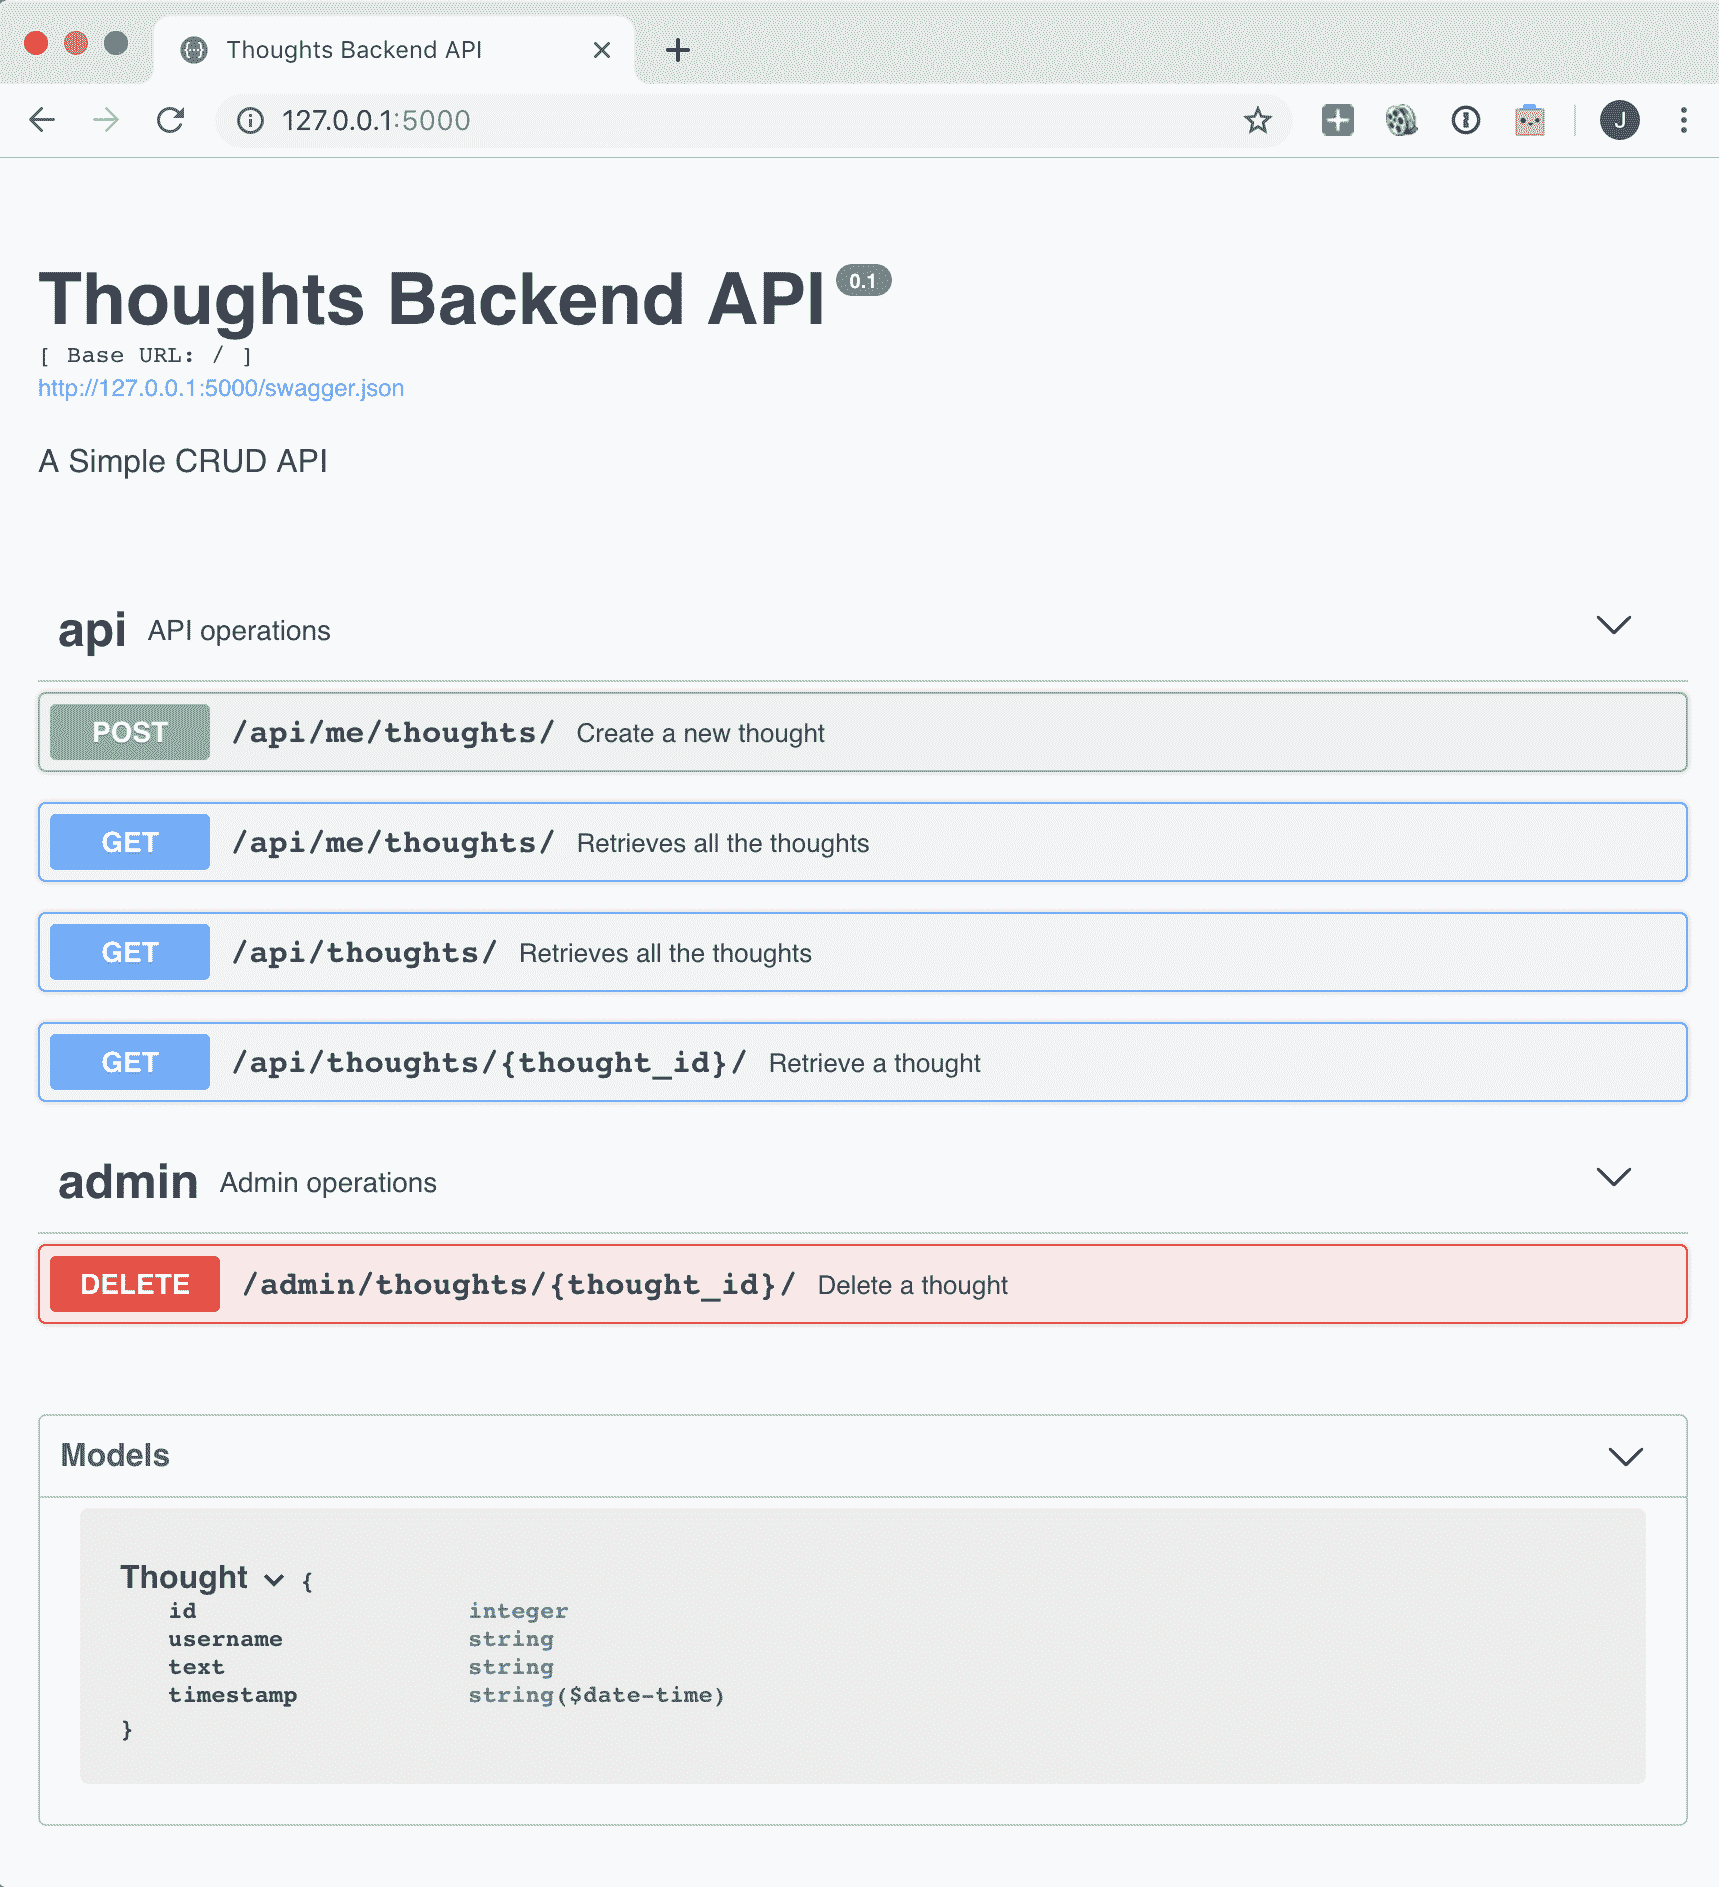 Thoughts Backend API
127.0.0.1:5000
J
Thoughts Backend API 0.1
[ Base URL: / ]
http://127.0.0.1:5000/swagger.json
A Simple CRUD API
api API operations
POST /api/me/thoughts/ Create a new thought
GET /api/me/thoughts/ Retrieves all the thoughts
GET /api/thoughts/ Retrieves all the thoughts
GET /api/thoughts/{thought_id}/ Retrieve a thought
admin Admin operations
DELETE /admin/thoughts/{thought_id}/ Delete a thought
Models
Thought {
id integer
username string
text string
timestamp string($date-time)
}